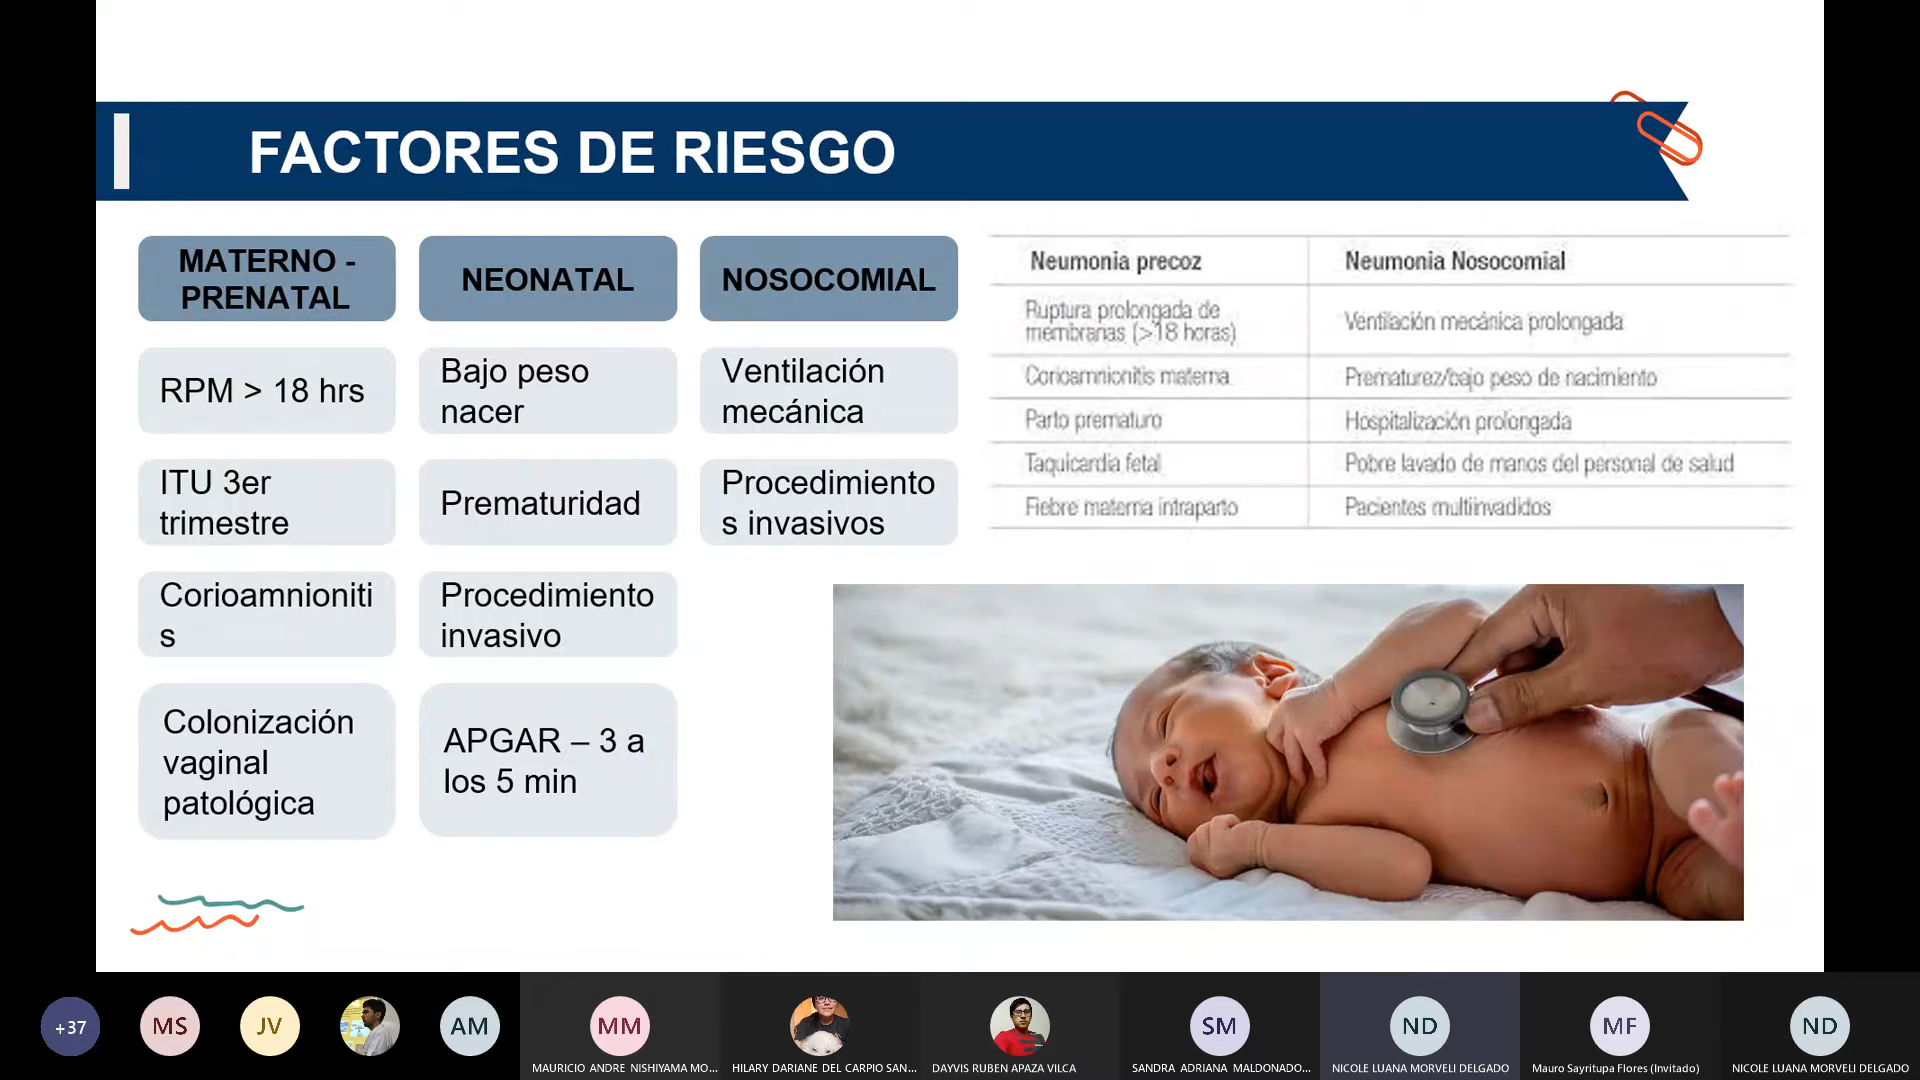 FACTORES DE RIESGO
MATERNO -
PRENATAL
RPM > 18 hrs
ITU 3er
trimestre
Corioamnioniti
s
Colonización
vaginal
patológica
NEONATAL
Bajo peso
nacer
Prematuridad
Procedimiento
invasivo
APGAR – 3 a
los 5 min
NOSOCOMIAL
Ventilación
mecánica
Procedimiento
s invasivos
Neumonia precoz
Neumonia Nosocomial
Ruptura prolongada de
membranas (>18 horas)
Ventilación mecánica prolongada
Corioamnionitis materna
Prematurez/bajo peso de nacimiento
Parto prematuro
Hospitalización prolongada
Taquicardia fetal
Pobre lavado de manos del personal de salud
Fiebre materna intraparto
Pacientes multiinvadidos
+37
MS
JV
AM
MM
MAURICIO ANDRE NISHIYAMA MO...
HILARY DARIANE DEL CARPIO SAN...
DAYVIS RUBEN APAZA VILCA
SM
SANDRA ADRIANA MALDONADO...
ND
NICOLE LUANA MORVELI DELGADO
MF
Mauro Sayritupa Flores (Invitado)
ND
NICOLE LUANA MORVELI DELGADO